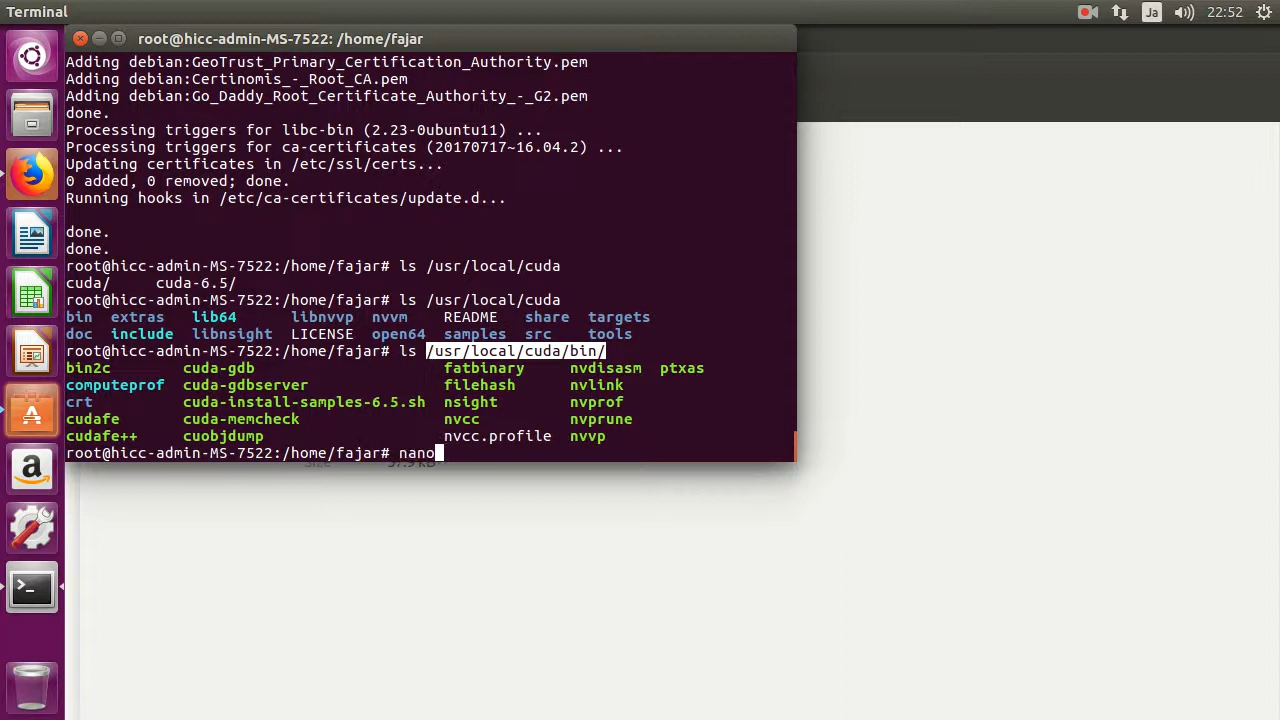 Terminal
Ja
22:52
root@hicc-admin-MS-7522: /home/fajar
Adding debian:GeoTrust_Primary_Certification_Authority.pem
Adding debian:Certinomis_-_Root_CA.pem
Adding debian:Go_Daddy_Root_Certificate_Authority_-_G2.pem
done.
Processing triggers for libc-bin (2.23-0ubuntu11) ...
Processing triggers for ca-certificates (20170717~16.04.2) ...
Updating certificates in /etc/ssl/certs...
0 added, 0 removed; done.
Running hooks in /etc/ca-certificates/update.d...
done.
done.
root@hicc-admin-MS-7522:/home/fajar# ls /usr/local/cuda
cuda/     cuda-6.5/
root@hicc-admin-MS-7522:/home/fajar# ls /usr/local/cuda
bin  extras   lib64      libnvvp  nvvm    README   share  targets
doc  include  libnsight  LICENSE  open64  samples  src    tools
root@hicc-admin-MS-7522:/home/fajar# ls /usr/local/cuda/bin/
bin2c        cuda-gdb                     fatbinary     nvdisasm  ptxas
computeprof  cuda-gdbserver               filehash      nvlink
crt          cuda-install-samples-6.5.sh  nsight        nvprof
cudafe       cuda-memcheck                nvcc          nvprune
cudafe++     cuobjdump                    nvcc.profile  nvvp
root@hicc-admin-MS-7522:/home/fajar# nano